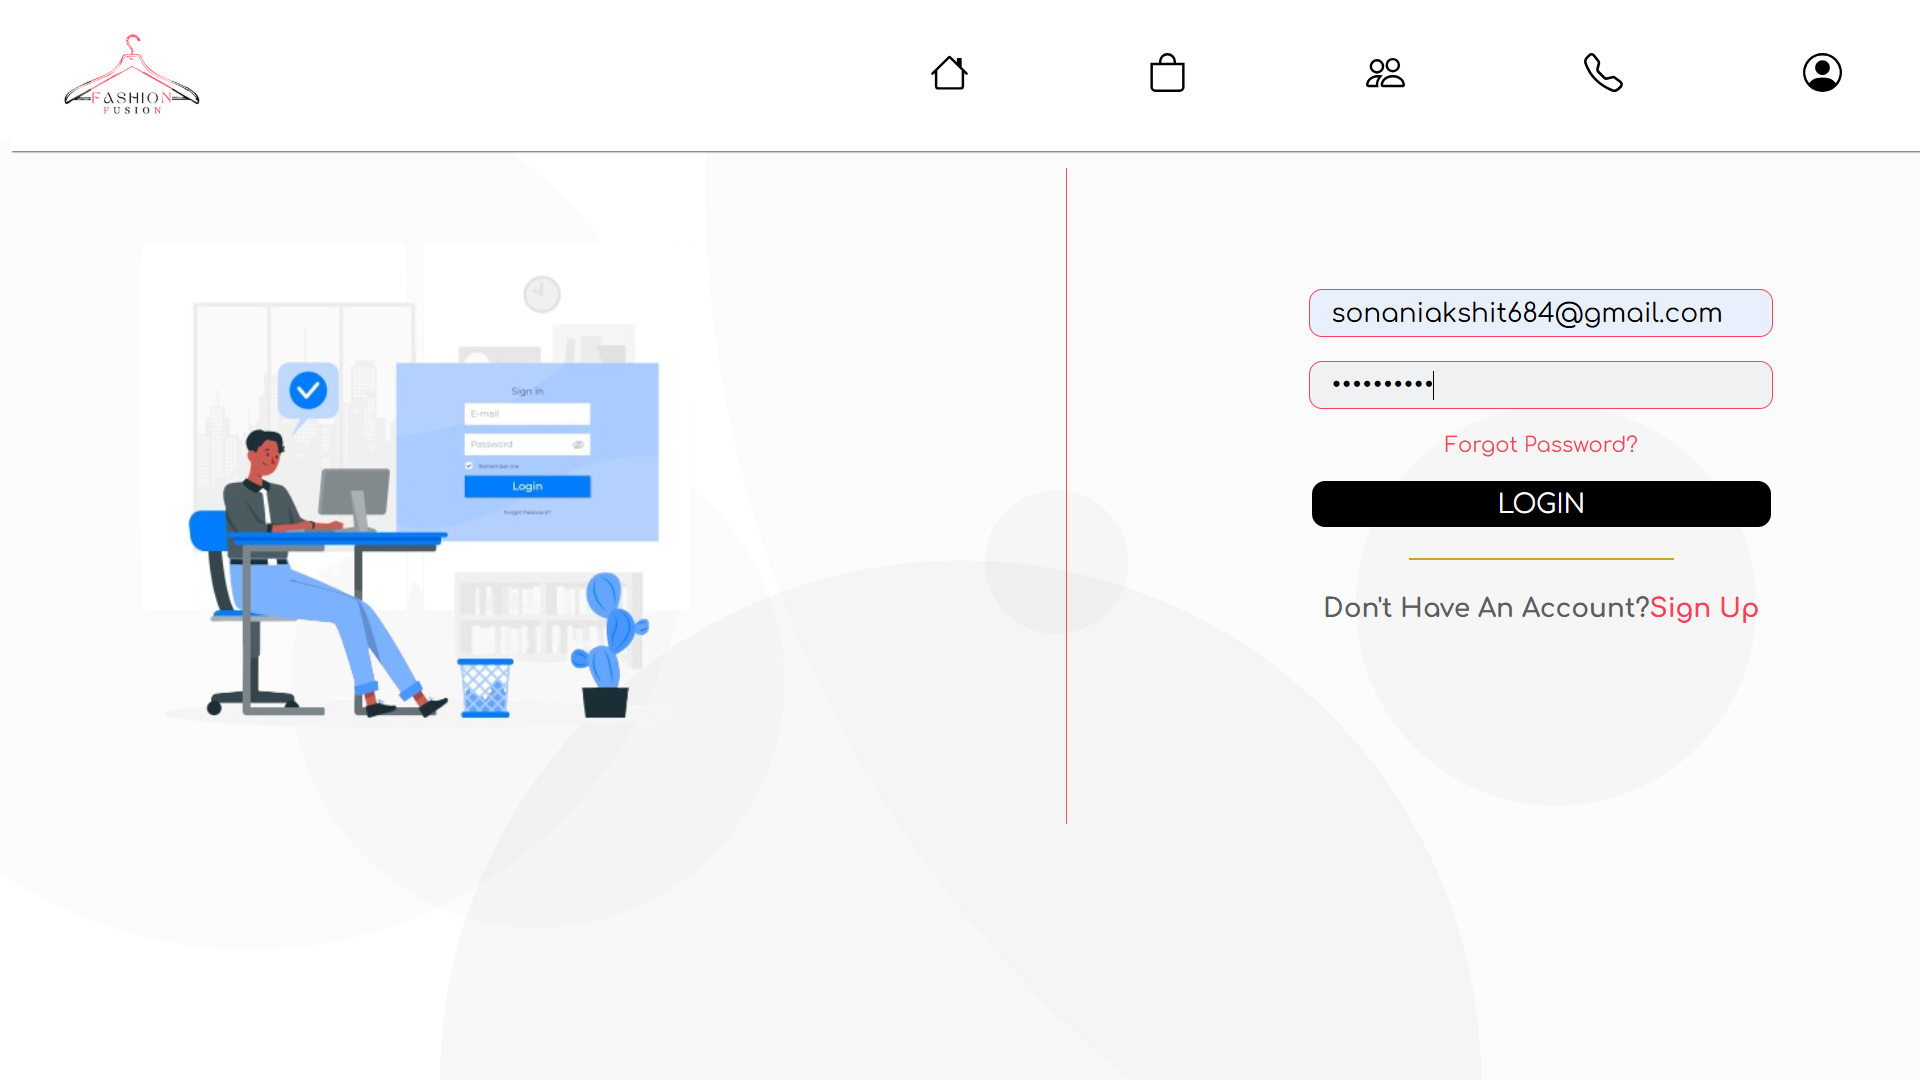 FASHION
FUSION
Sign in
E-mail
Password
Remember me
Login
Forgot Password?
sonaniakshit684@gmail.com
••••••••••
Forgot Password?
LOGIN
Don't Have An Account?Sign Up